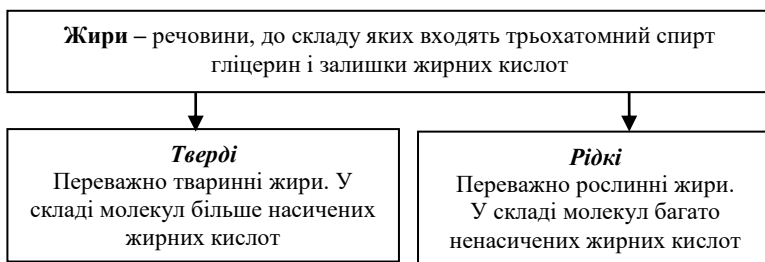 Жири – речовини, до складу яких входять трьохатомний спирт
гліцерин і залишки жирних кислот
Тверді
Переважно тваринні жири. У
складі молекул більше насичених
жирних кислот
Рідкі
Переважно рослинні жири.
У складі молекул багато
ненасичених жирних кислот